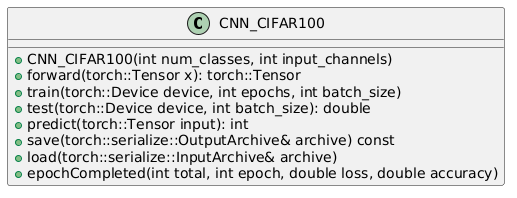 C CNN_CIFAR100
CNN_CIFAR100(int num_classes, int input_channels)
forward(torch::Tensor x): torch::Tensor
train(torch::Device device, int epochs, int batch_size)
test(torch::Device device, int batch_size): double
predict(torch::Tensor input): int
save(torch::serialize::OutputArchive& archive) const
load(torch::serialize::InputArchive& archive)
epochCompleted(int total, int epoch, double loss, double accuracy)